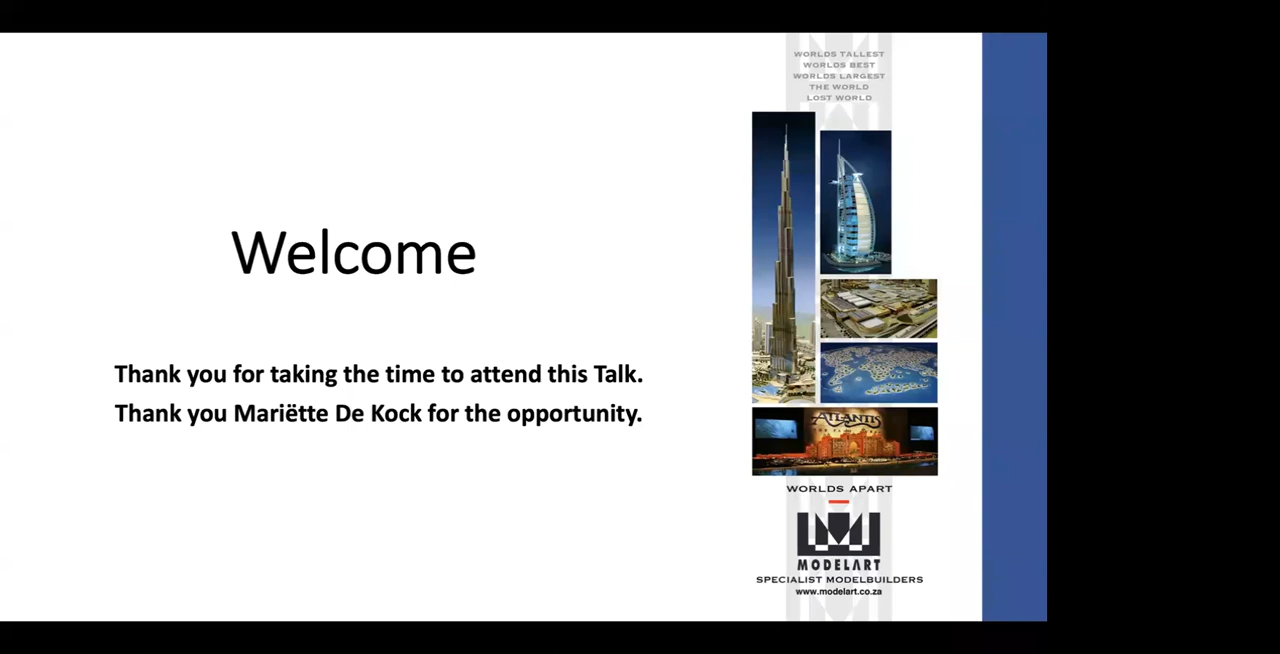 WORLDS TALLEST
WORLDS BEST
WORLDS LARGEST
THE WORLD
LOST WORLD
Welcome
Thank you for taking the time to attend this Talk.
Thank you Mariëtte De Kock for the opportunity.
ATLANTIS
WORLDS APART
MODELART
SPECIALIST MODELBUILDERS
www.modelart.co.za